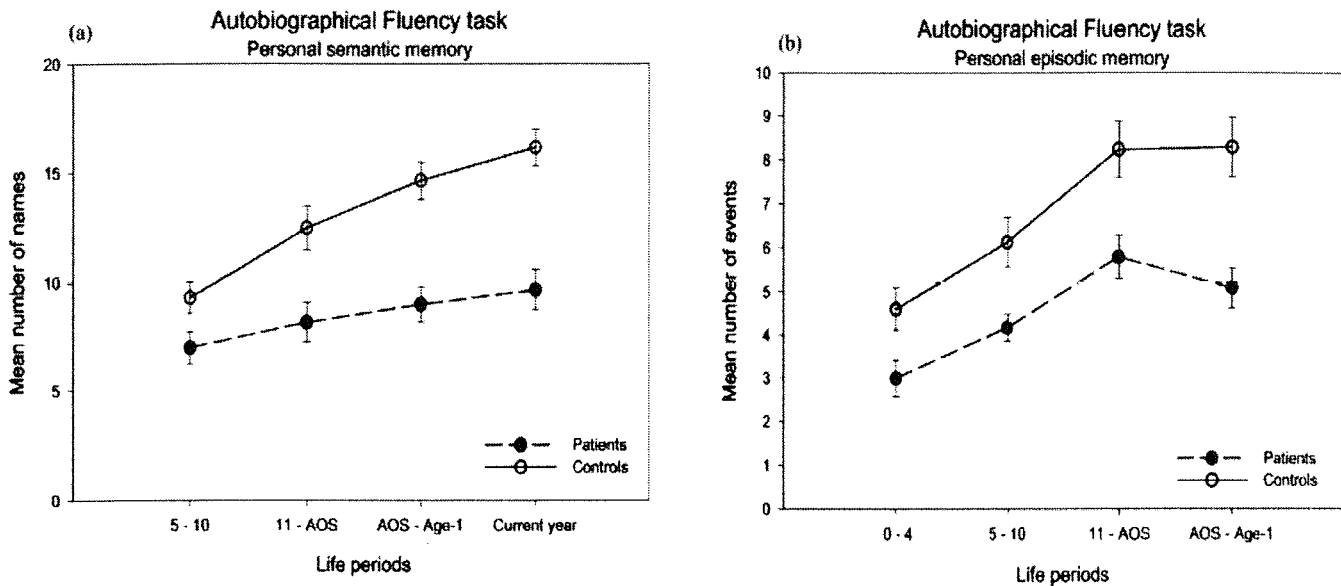 (a)
Autobiographical Fluency task
Personal semantic memory
Mean number of names
20
15
10
5
0
5 - 10
11 - AOS
AOS - Age-1
Current year
Life periods
Patients
Controls
(b)
Autobiographical Fluency task
Personal episodic memory
Mean number of events
10
9
8
7
6
5
4
3
2
1
0
0 - 4
5 - 10
11 - AOS
AOS - Age-1
Life periods
Patients
Controls